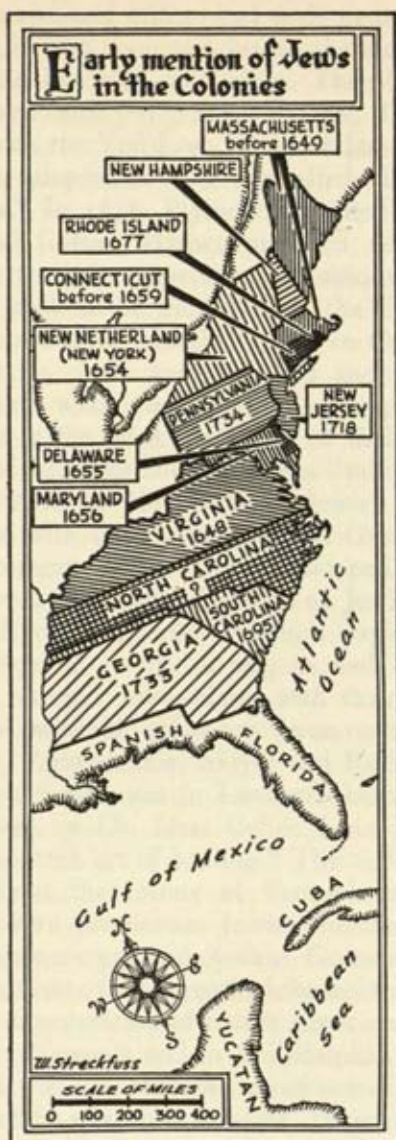 Early mention of Jews
in the Colonies
MASSACHUSETTS
before 1649
NEW HAMPSHIRE
RHODE ISLAND
1677
CONNECTICUT
before 1659
NEW NETHERLAND
(NEW YORK)
1654
PENNSYLVANIA
1734
NEW
JERSEY
1718
DELAWARE
1655
MARYLAND
1656
VIRGINIA
1648
NORTH CAROLINA
?
SOUTH
CAROLINA
1695
GEORGIA
1733
Atlantic
Ocean
SPANISH FLORIDA
Gulf of Mexico
CUBA
Caribbean
Sea
YUCATAN
N
E
W
S
W.Streckfuss
SCALE OF MILES
0 100 200 300 400